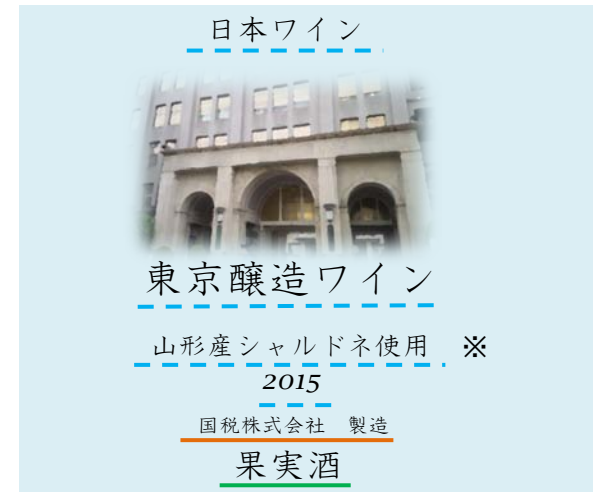 日本ワイン
東京醸造ワイン
山形産シャルドネ使用 ※
2015
国税株式会社 製造
果実酒